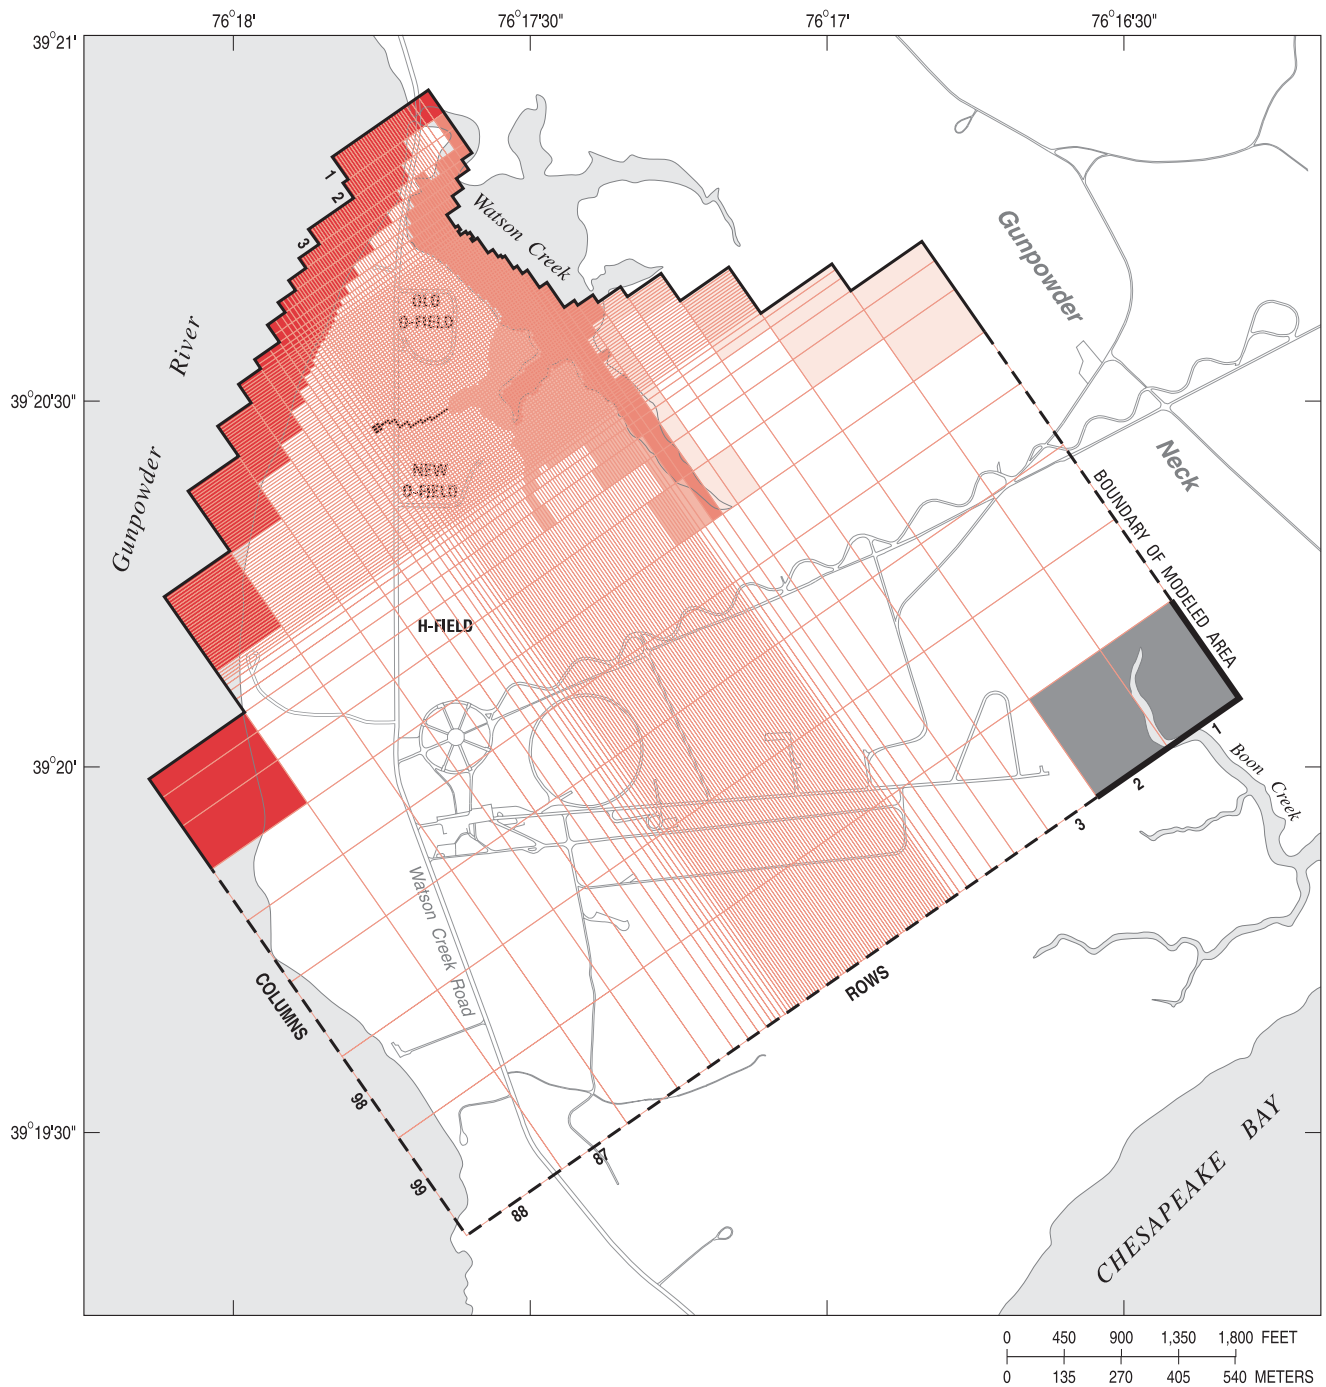 76°18'
76°17'30"
76°17'
76°16'30"
39°21'
39°20'30"
39°20'
39°19'30"
1
2
3
Watson Creek
Gunpowder
Neck
OLD
O-FIELD
River
Gunpowder
NEW
O-FIELD
BOUNDARY OF MODELED AREA
H-FIELD
1
2
3
Boon Creek
Watson Creek Road
ROWS
COLUMNS
98
99
87
88
CHESAPEAKE BAY
0 450 900 1,350 1,800 FEET
0 135 270 405 540 METERS